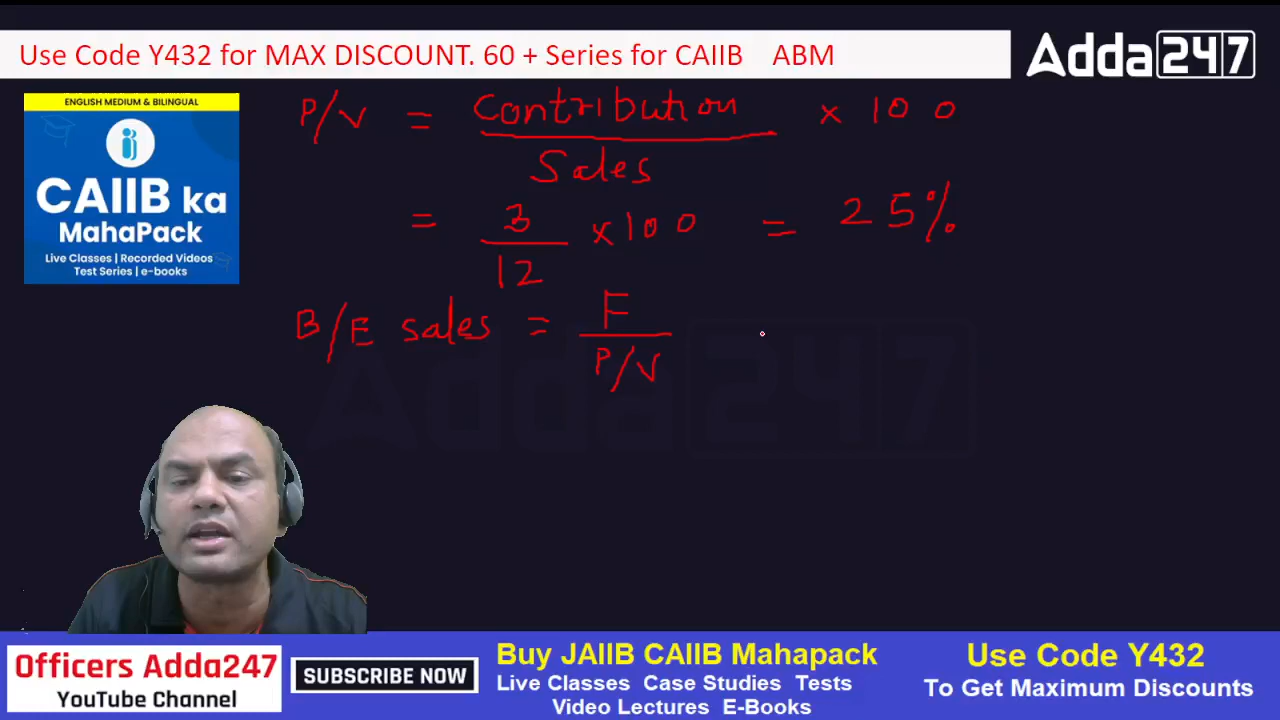 Use Code Y432 for MAX DISCOUNT. 60 + Series for CAIIB ABM
Adda247
ENGLISH MEDIUM & BILINGUAL
CAIIB ka
MahaPack
Live Classes | Recorded Videos
Test Series | e-books
P/V = Contribution × 100
Sales
= 3 × 100 = 25%
12
B/E sales = F
P/V
Adda247
Officers Adda247
YouTube Channel
SUBSCRIBE NOW
Buy JAIIB CAIIB Mahapack
Live Classes Case Studies Tests
Video Lectures E-Books
Use Code Y432
To Get Maximum Discounts